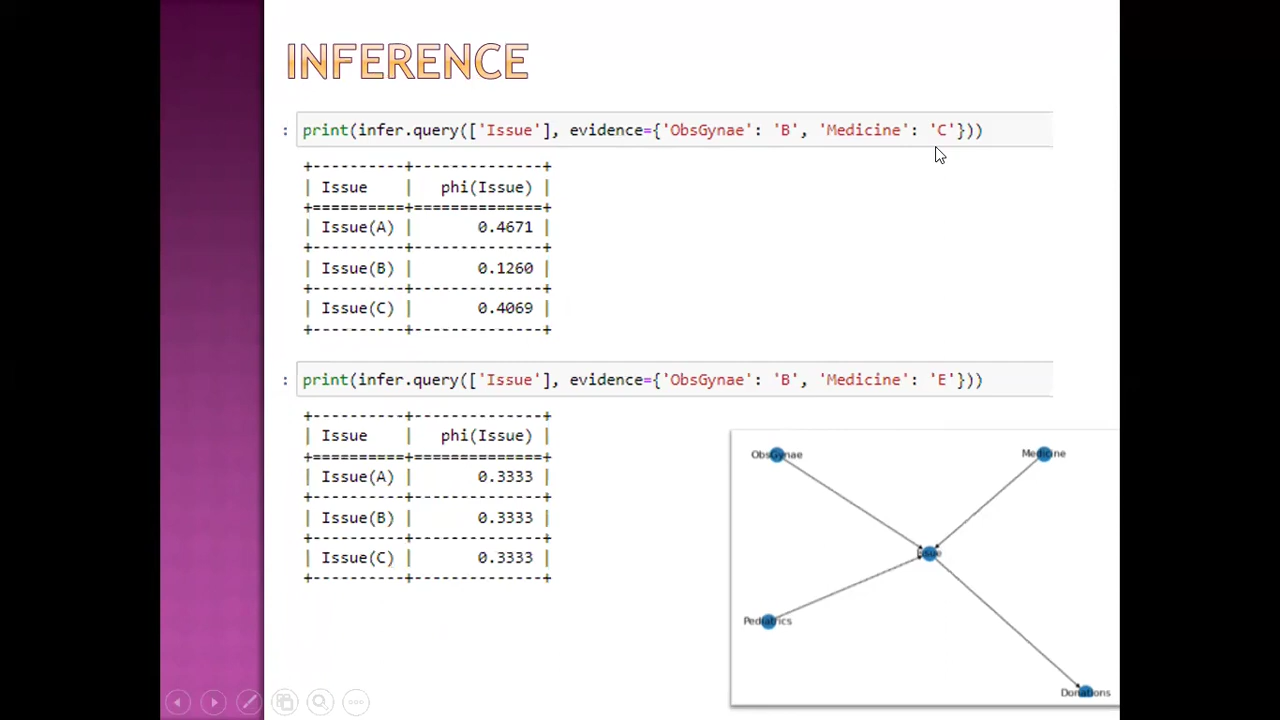 INFERENCE
: print(infer.query(['Issue'], evidence={'ObsGynae': 'B', 'Medicine': 'C'}))
+----------+--------------+
| Issue    |   phi(Issue) |
+==========+==============+
| Issue(A) |       0.4671 |
+----------+--------------+
| Issue(B) |       0.1260 |
+----------+--------------+
| Issue(C) |       0.4069 |
+----------+--------------+
: print(infer.query(['Issue'], evidence={'ObsGynae': 'B', 'Medicine': 'E'}))
+----------+--------------+
| Issue    |   phi(Issue) |
+==========+==============+
| Issue(A) |       0.3333 |
+----------+--------------+
| Issue(B) |       0.3333 |
+----------+--------------+
| Issue(C) |       0.3333 |
+----------+--------------+
ObsGynae
Medicine
Issue
Pediatrics
Donations